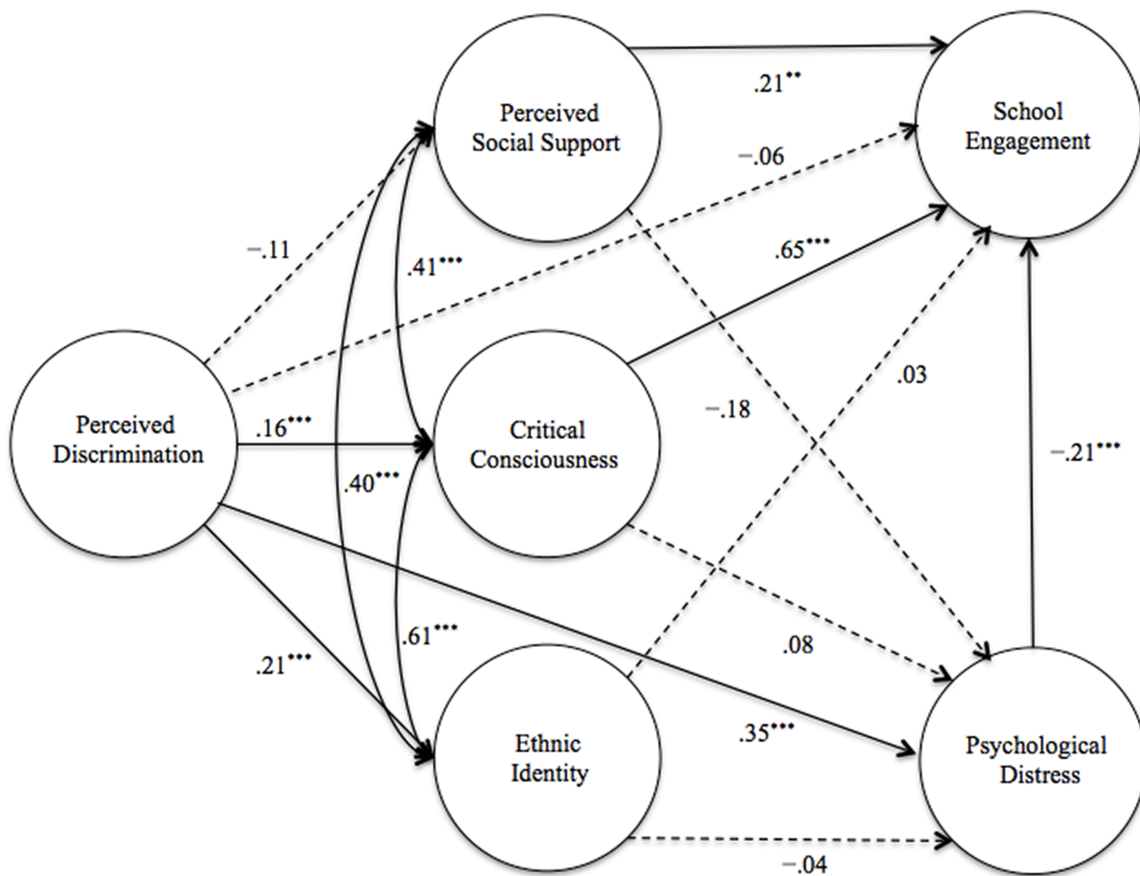 Perceived
Social Support
.21**
School
Engagement
−.06
−.11
.41***
.65***
Perceived
Discrimination
.16***
Critical
Consciousness
−.18
.03
−.21***
.40***
.21***
.61***
.08
.35***
Ethnic
Identity
Psychological
Distress
−.04